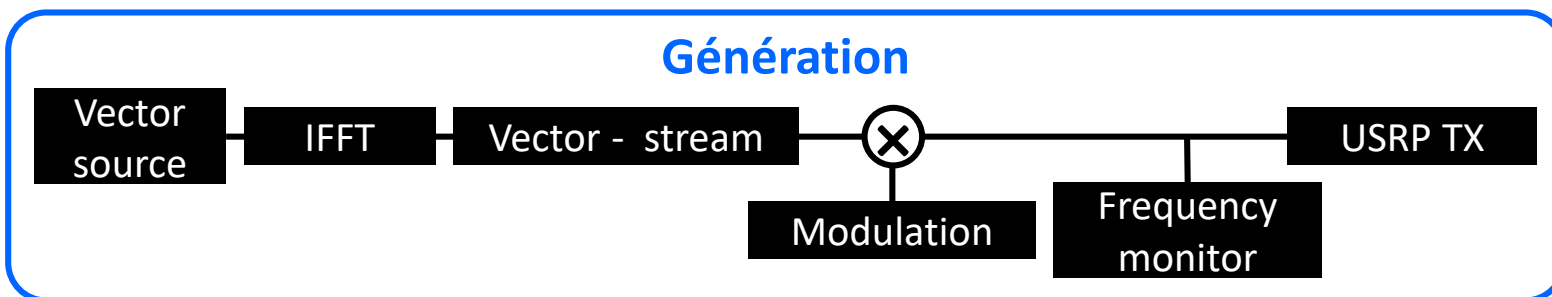 Génération
Vector
source
IFFT
Vector - stream
USRP TX
Modulation
Frequency
monitor